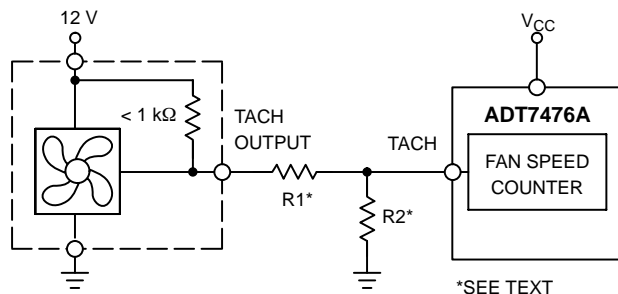 12 V
V_CC
< 1 kΩ
TACH
OUTPUT
TACH
ADT7476A
FAN SPEED
COUNTER
R1*
R2*
*SEE TEXT